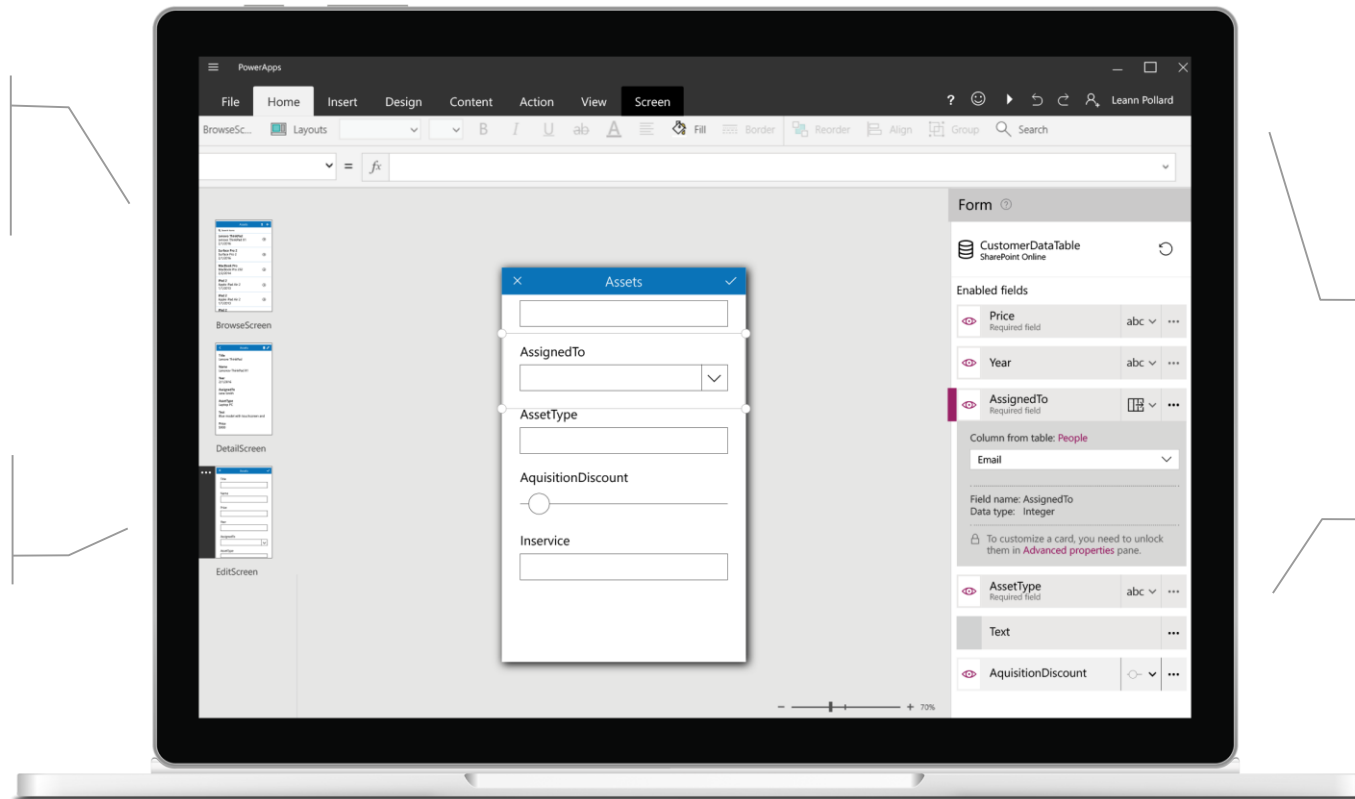 PowerApps
File Home Insert Design Content Action View Screen
? Leann Pollard
BrowseSc... Layouts B I U ab A Fill Border Reorder Align Group Search
= fx
BrowseScreen
DetailScreen
EditScreen
Assets
AssignedTo
AssetType
AquisitionDiscount
Inservice
70%
Form
CustomerDataTable
SharePoint Online
Enabled fields
Price
Required field
abc
Year
abc
AssignedTo
Required field
Column from table: People
Email
Field name: AssignedTo
Data type: Integer
To customize a card, you need to unlock
them in Advanced properties pane.
AssetType
Required field
abc
Text
AquisitionDiscount